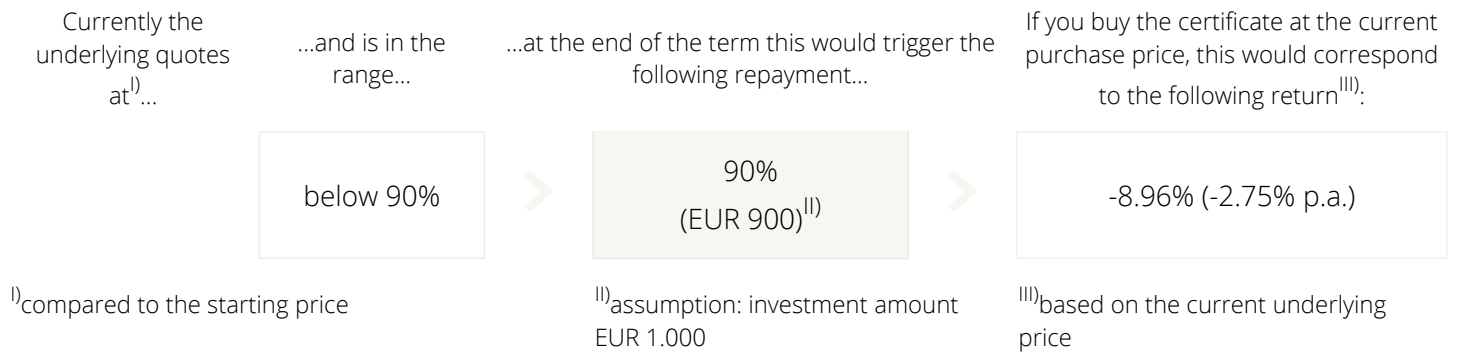 Currently the
underlying quotes
at I)...
...and is in the
range...
...at the end of the term this would trigger the
following repayment...
If you buy the certificate at the current
purchase price, this would correspond
to the following return III):
below 90%
90%
(EUR 900) II)
-8.96% (-2.75% p.a.)
I)compared to the starting price
II)assumption: investment amount
EUR 1.000
III)based on the current underlying
price